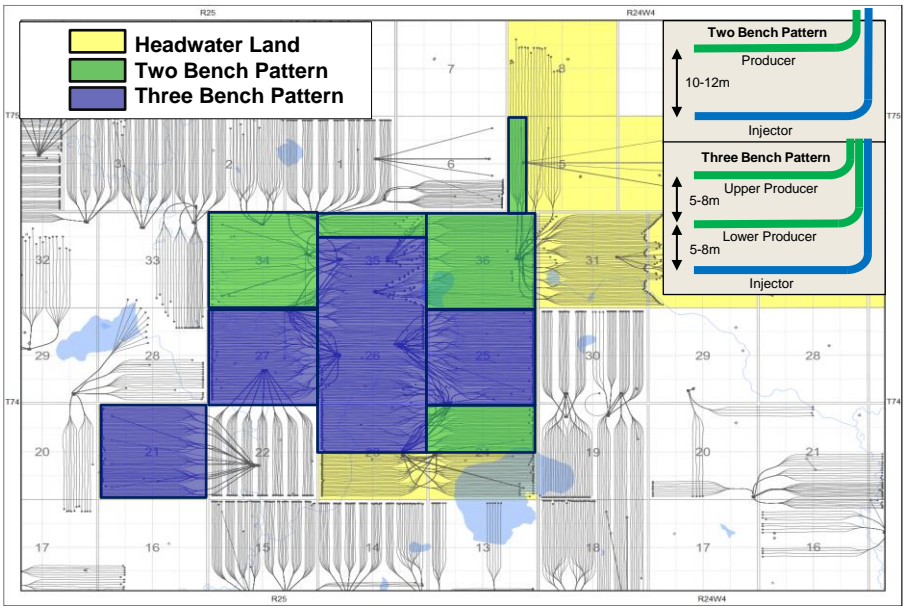 R25
R24W4
Headwater Land
Two Bench Pattern
Three Bench Pattern
Two Bench Pattern
Producer
10-12m
Injector
Three Bench Pattern
Upper Producer
5-8m
Lower Producer
5-8m
Injector
7
8
T75
T75
3
2
1
6
5
32
33
34
35
36
31
29
28
27
26
25
30
29
28
T74
T74
20
21
22
23
24
19
20
21
17
16
15
14
13
18
17
16
R25
R24W4